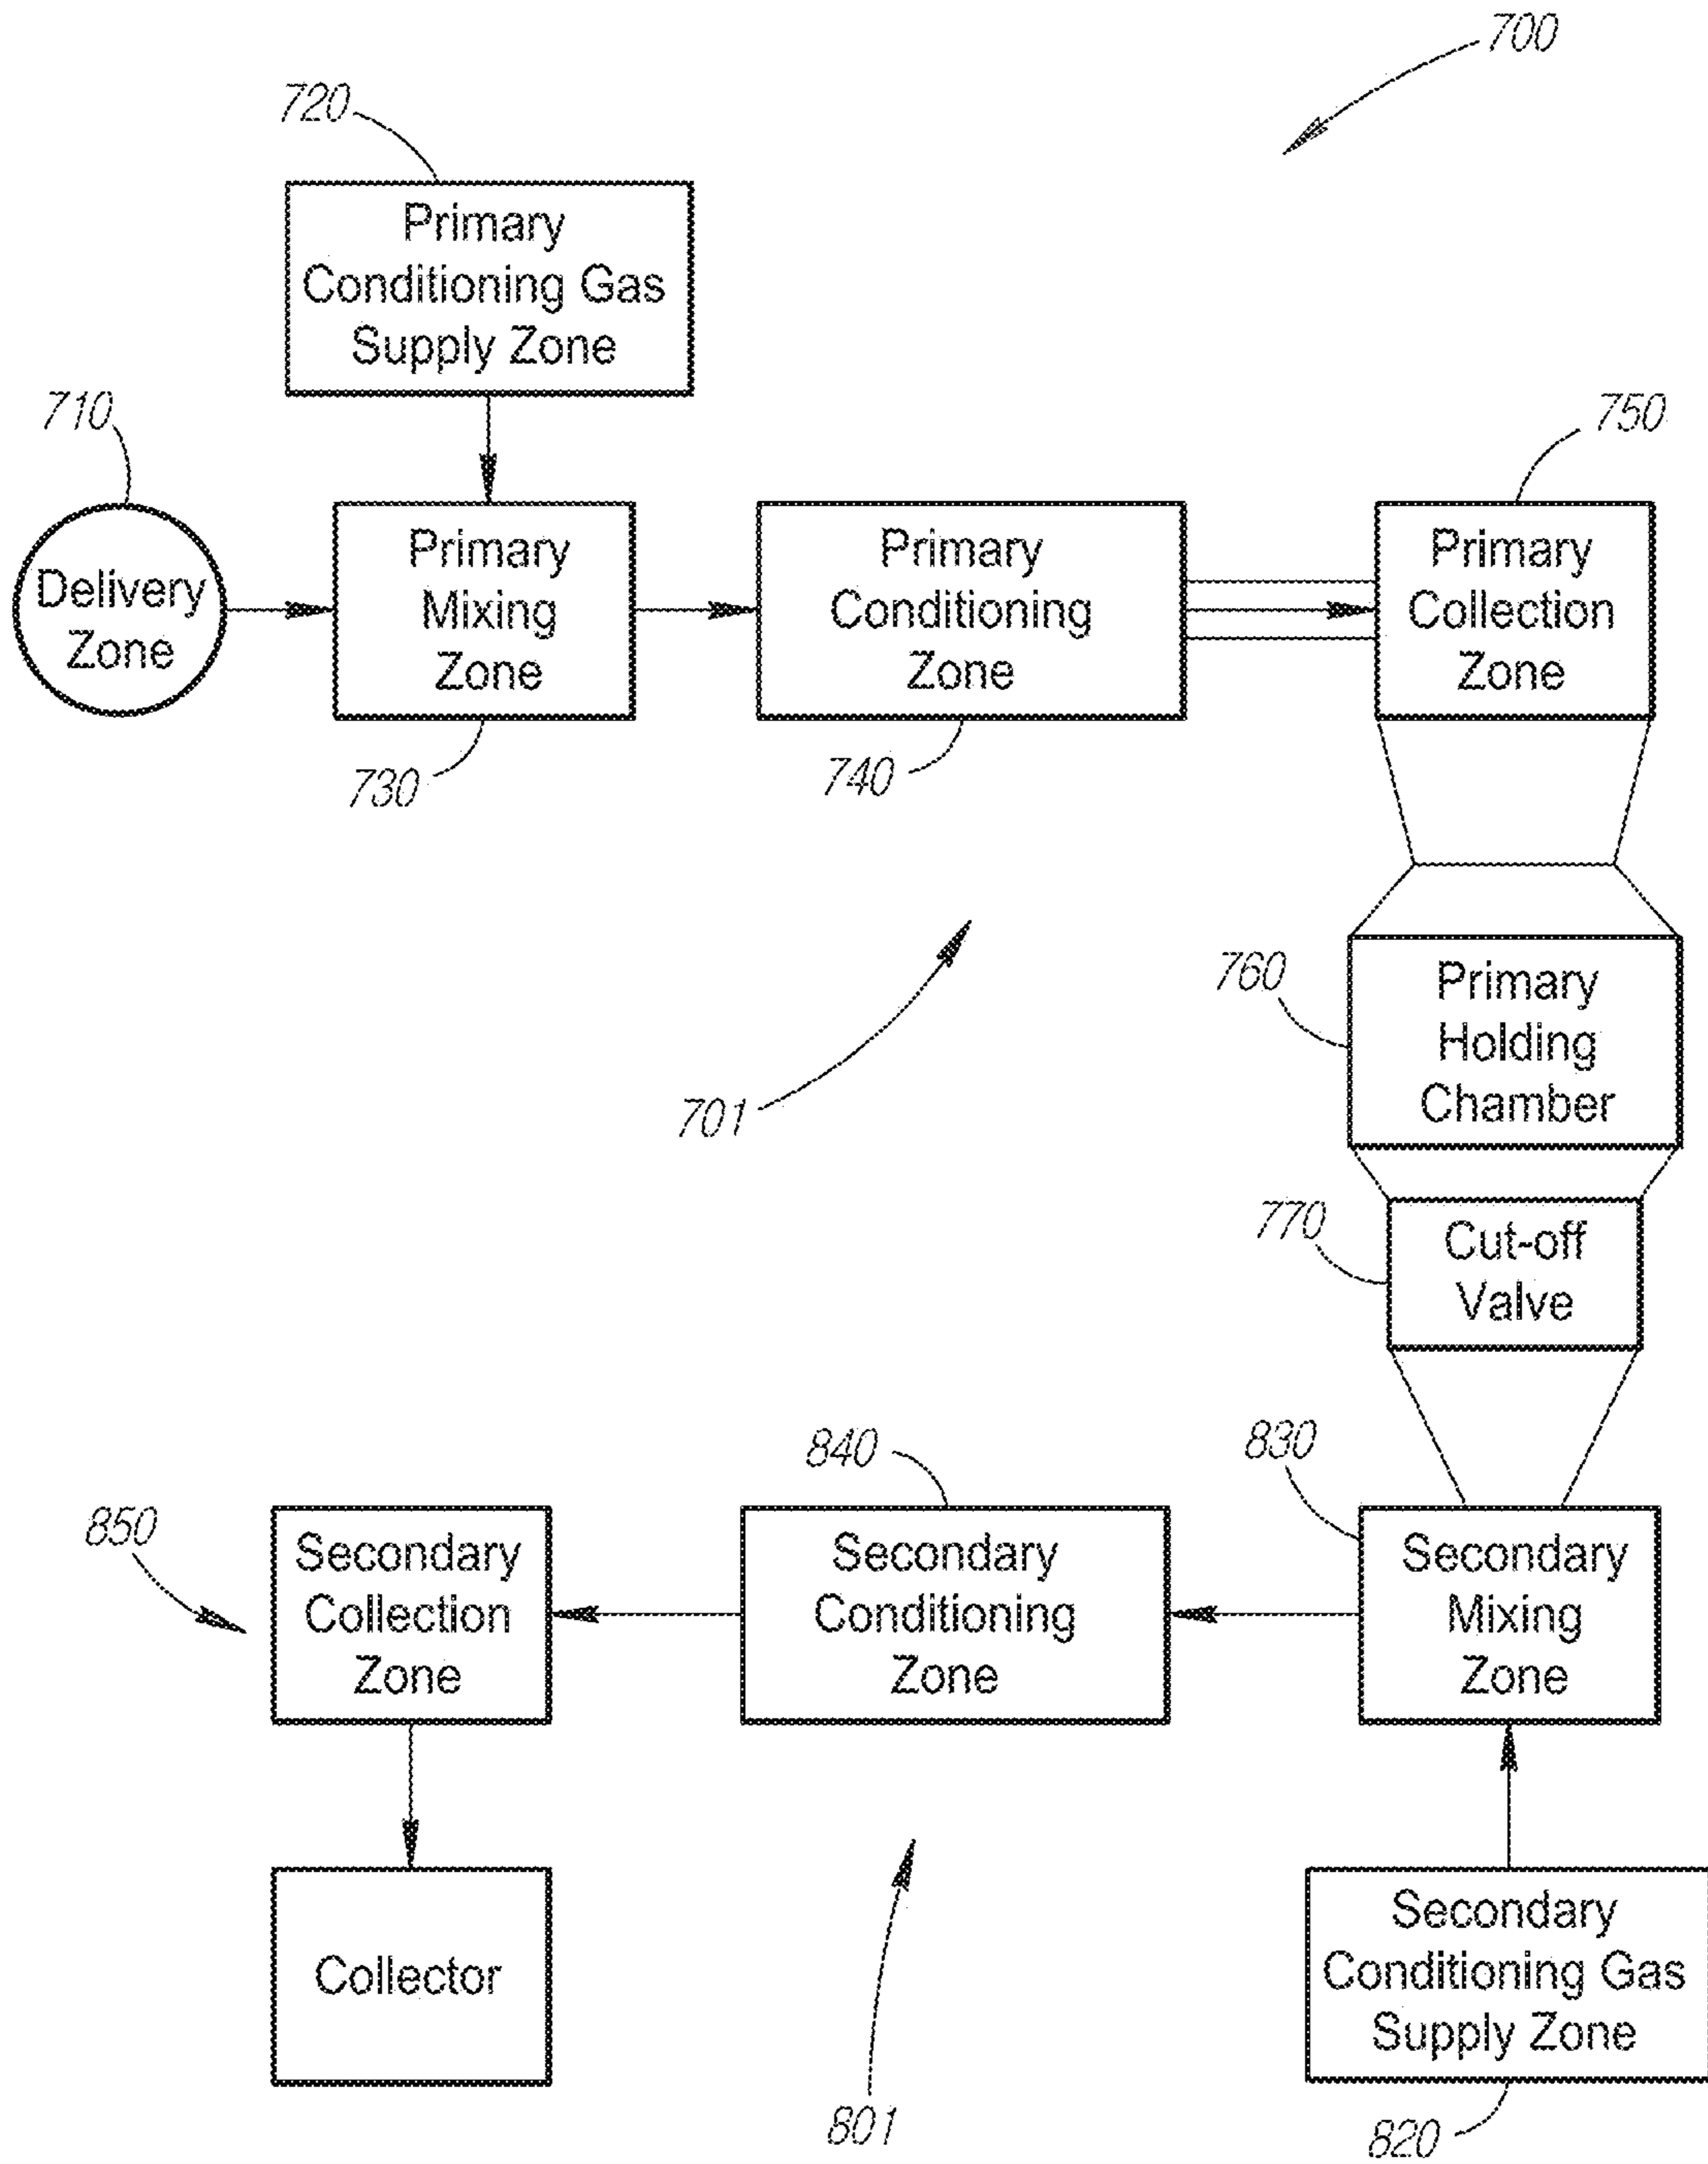 700
720
Primary
Conditioning Gas
Supply Zone
710
750
Delivery
Zone
Primary
Mixing
Zone
Primary
Conditioning
Zone
Primary
Collection
Zone
730
740
760
Primary
Holding
Chamber
701
770
Cut-off
Valve
840
830
850
Secondary
Collection
Zone
Secondary
Conditioning
Zone
Secondary
Mixing
Zone
Collector
Secondary
Conditioning Gas
Supply Zone
801
820